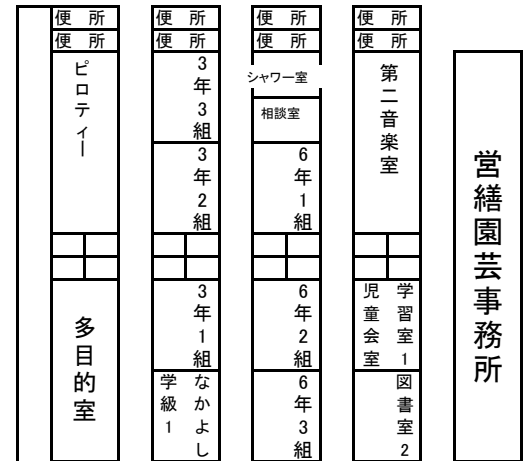 便 所
便 所
ピロティー
多目的室
便 所
便 所
3年3組
3年2組
3年1組
なかよし
学級1
便 所
便 所
シャワー室
相談室
6年1組
6年2組
6年3組
便 所
便 所
第二音楽室
学習室1
児童会室
図書室2
営繕園芸事務所